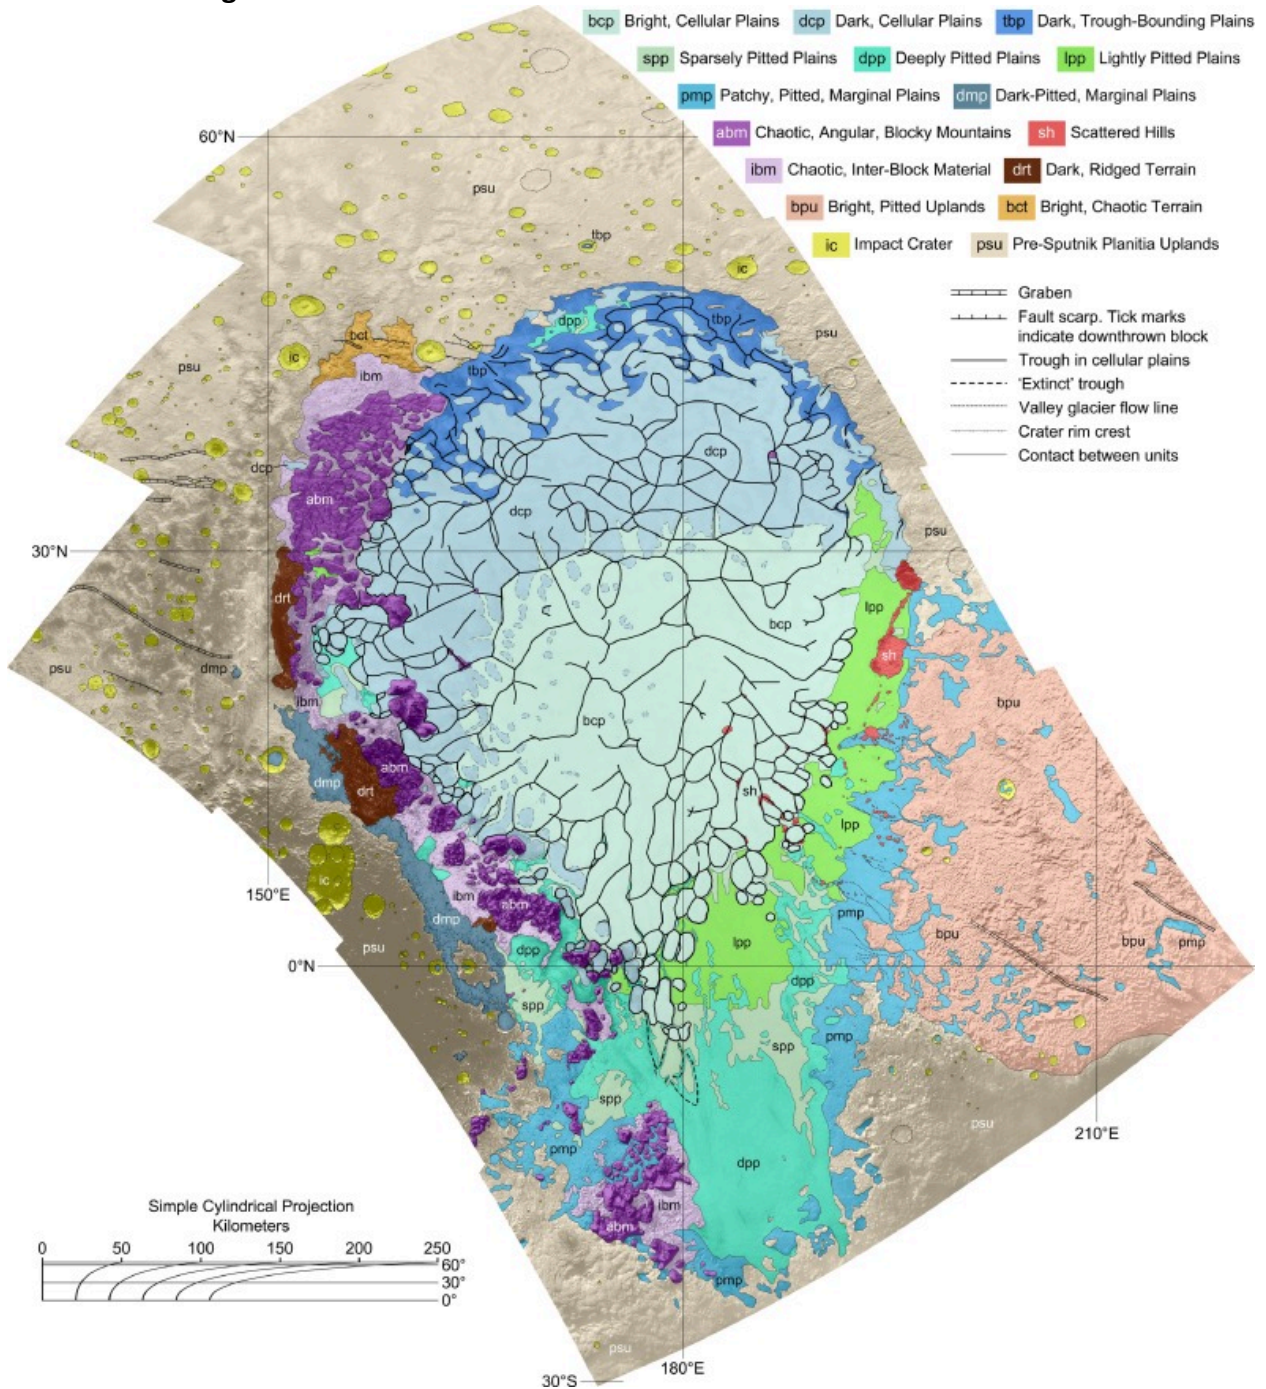 bcp Bright, Cellular Plains dcp Dark, Cellular Plains tbp Dark, Trough-Bounding Plains
spp Sparsely Pitted Plains dpp Deeply Pitted Plains lpp Lightly Pitted Plains
pmp Patchy, Pitted, Marginal Plains dmp Dark-Pitted, Marginal Plains
abm Chaotic, Angular, Blocky Mountains sh Scattered Hills
ibm Chaotic, Inter-Block Material drt Dark, Ridged Terrain
bpu Bright, Pitted Uplands bct Bright, Chaotic Terrain
ic Impact Crater psu Pre-Sputnik Planitia Uplands
Graben
Fault scarp. Tick marks
indicate downthrown block
Trough in cellular plains
'Extinct' trough
Valley glacier flow line
Crater rim crest
Contact between units
60°N
psu
tbp
ic
dpp
tbp
psu
bct
ic
psu
ibm
tbp
dcp
dcp
abm
dcp
psu
30°N
drt
lpp
bcp
sh
psu
dmp
ibm
bpu
bcp
abm
dmp
drt
sh
lpp
ic
150°E
ibm
abm
pmp
dmp
psu
lpp
bpu
bpu
pmp
dpp
0°N
dpp
spp
spp
pmp
spp
psu
210°E
pmp
dpp
ibm
abm
pmp
Simple Cylindrical Projection
Kilometers
0 50 100 150 200 250
60°
30°
0°
psu
180°E
30°S